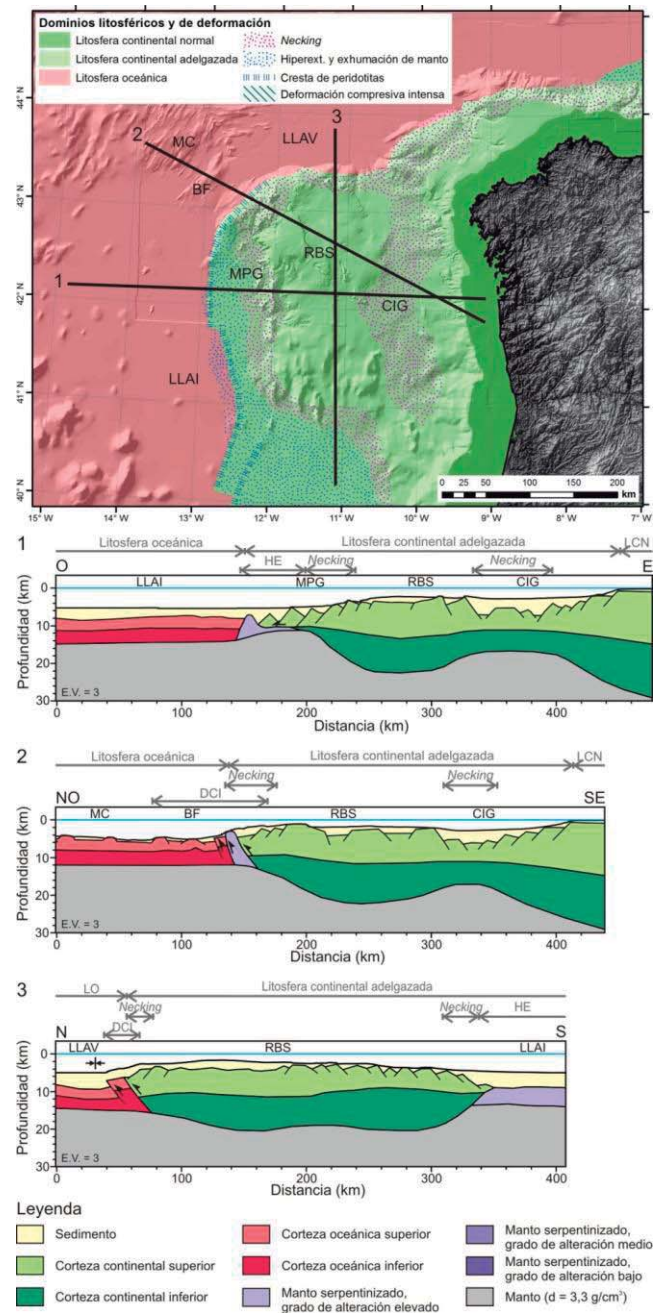 Dominios litosféricos y de deformación
Litosfera continental normal
Litosfera continental adelgazada
Litosfera oceánica
Necking
Hiperext. y exhumación de manto
Cresta de peridotitas
Deformación compresiva intensa
44° N
43° N
42° N
41° N
40° N
2
MC
LLAV
3
BF
RBS
MPG
1
CIG
LLAI
0 25 50 100 150 200
km
15° W 14° W 13° W 12° W 11° W 10° W 9° W 8° W 7° W
1
Litosfera oceánica
Litosfera continental adelgazada
LCN
HE
Necking
Necking
O
E
LLAI
MPG
RBS
CIG
Profundidad (km)
0
10
20
30
E.V. = 3
0 100 200 300 400
Distancia (km)
2
Litosfera oceánica
Litosfera continental adelgazada
LCN
Necking
Necking
DCI
NO
SE
MC
BF
RBS
CIG
Profundidad (km)
0
10
20
30
E.V. = 3
0 100 200 300 400
Distancia (km)
3
LO
Litosfera continental adelgazada
Necking
Necking
HE
DCI
N
S
LLAV
RBS
LLAI
Profundidad (km)
0
10
20
30
E.V. = 3
0 100 200 300 400
Distancia (km)
Leyenda
Sedimento
Corteza continental superior
Corteza continental inferior
Corteza oceánica superior
Corteza oceánica inferior
Manto serpentinizado,
grado de alteración elevado
Manto serpentinizado,
grado de alteración medio
Manto serpentinizado,
grado de alteración bajo
Manto (d = 3,3 g/cm³)